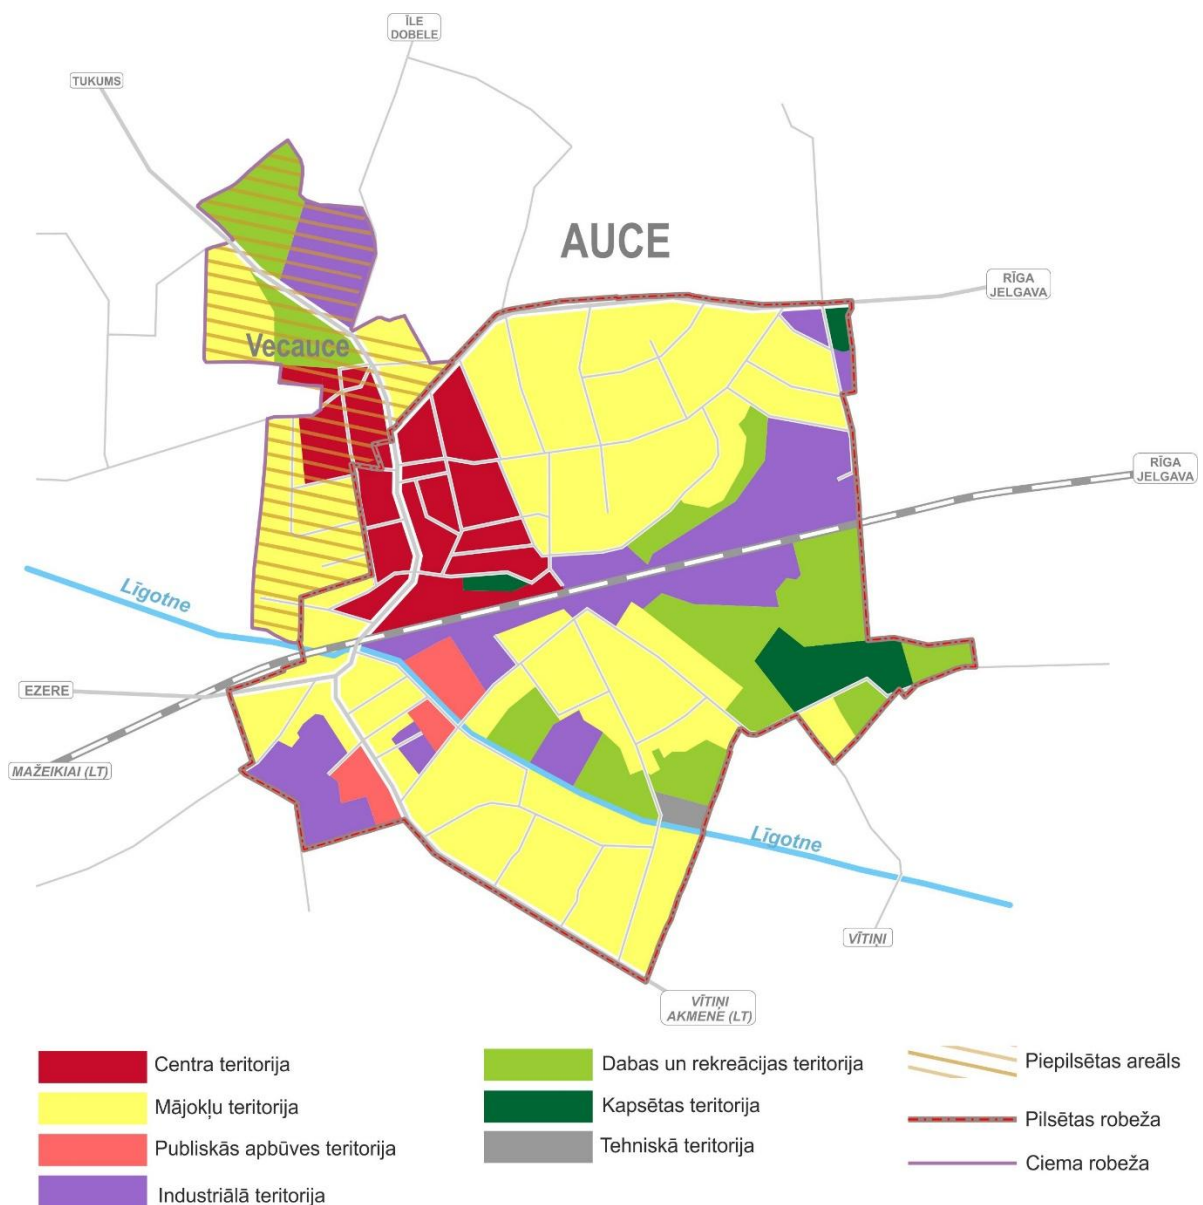 ĪLE
DOBELE
TUKUMS
AUCE
RĪGA
JELGAVA
Vecauce
RĪGA
JELGAVA
Līgotne
EZERE
MAŽEIKIAI (LT)
Līgotne
VĪTIŅI
VĪTIŅI
AKMENE (LT)
Centra teritorija
Mājokļu teritorija
Publiskās apbūves teritorija
Industriālā teritorija
Dabas un rekreācijas teritorija
Kapsētas teritorija
Tehniskā teritorija
Piepilsētas areāls
Pilsētas robeža
Ciema robeža